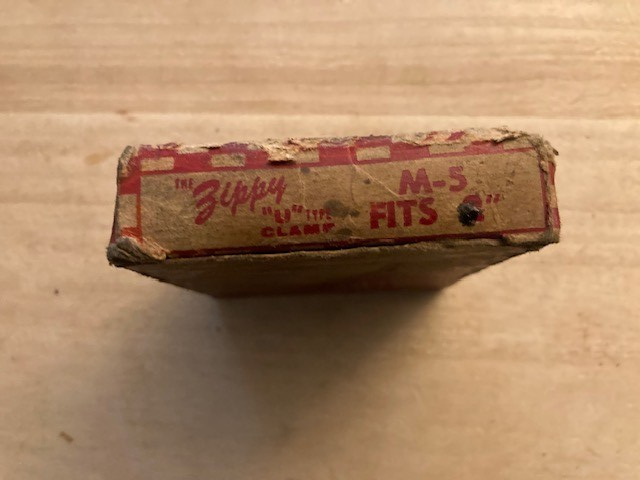 THE Zippy
TYPE
CLAMP
M-5
FITS